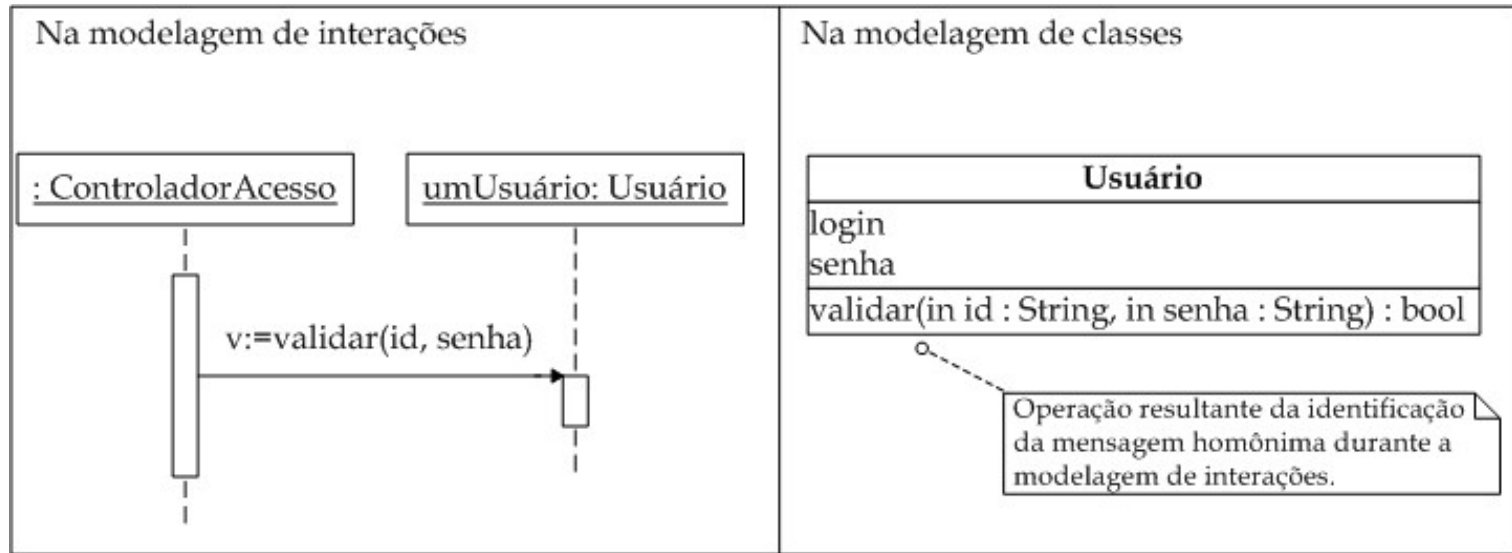 Na modelagem de interações
: ControladorAcesso
umUsuário: Usuário
v:=validar(id, senha)
Na modelagem de classes
Usuário
login
senha
validar(in id : String, in senha : String) : bool
Operação resultante da identificação
da mensagem homônima durante a
modelagem de interações.